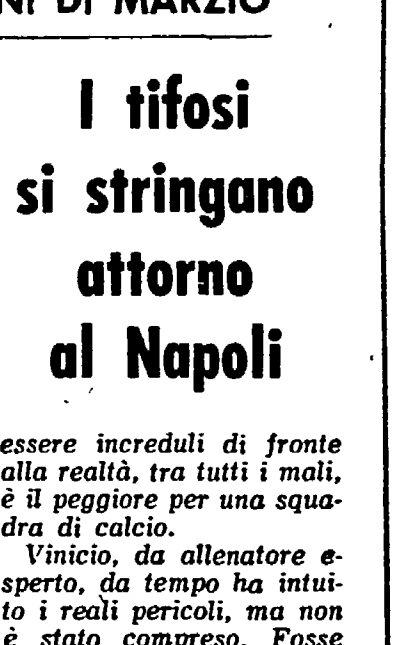 NI DI MARZIO
I tifosi
si stringano
attorno
al Napoli
essere increduli di fronte
alla realtà, tra tutti i mali,
è il peggiore per una squa-
dra di calcio.
Vinicio, da allenatore e-
sperto, da tempo ha intui-
to i reali pericoli, ma non
è stato compreso. Fosse